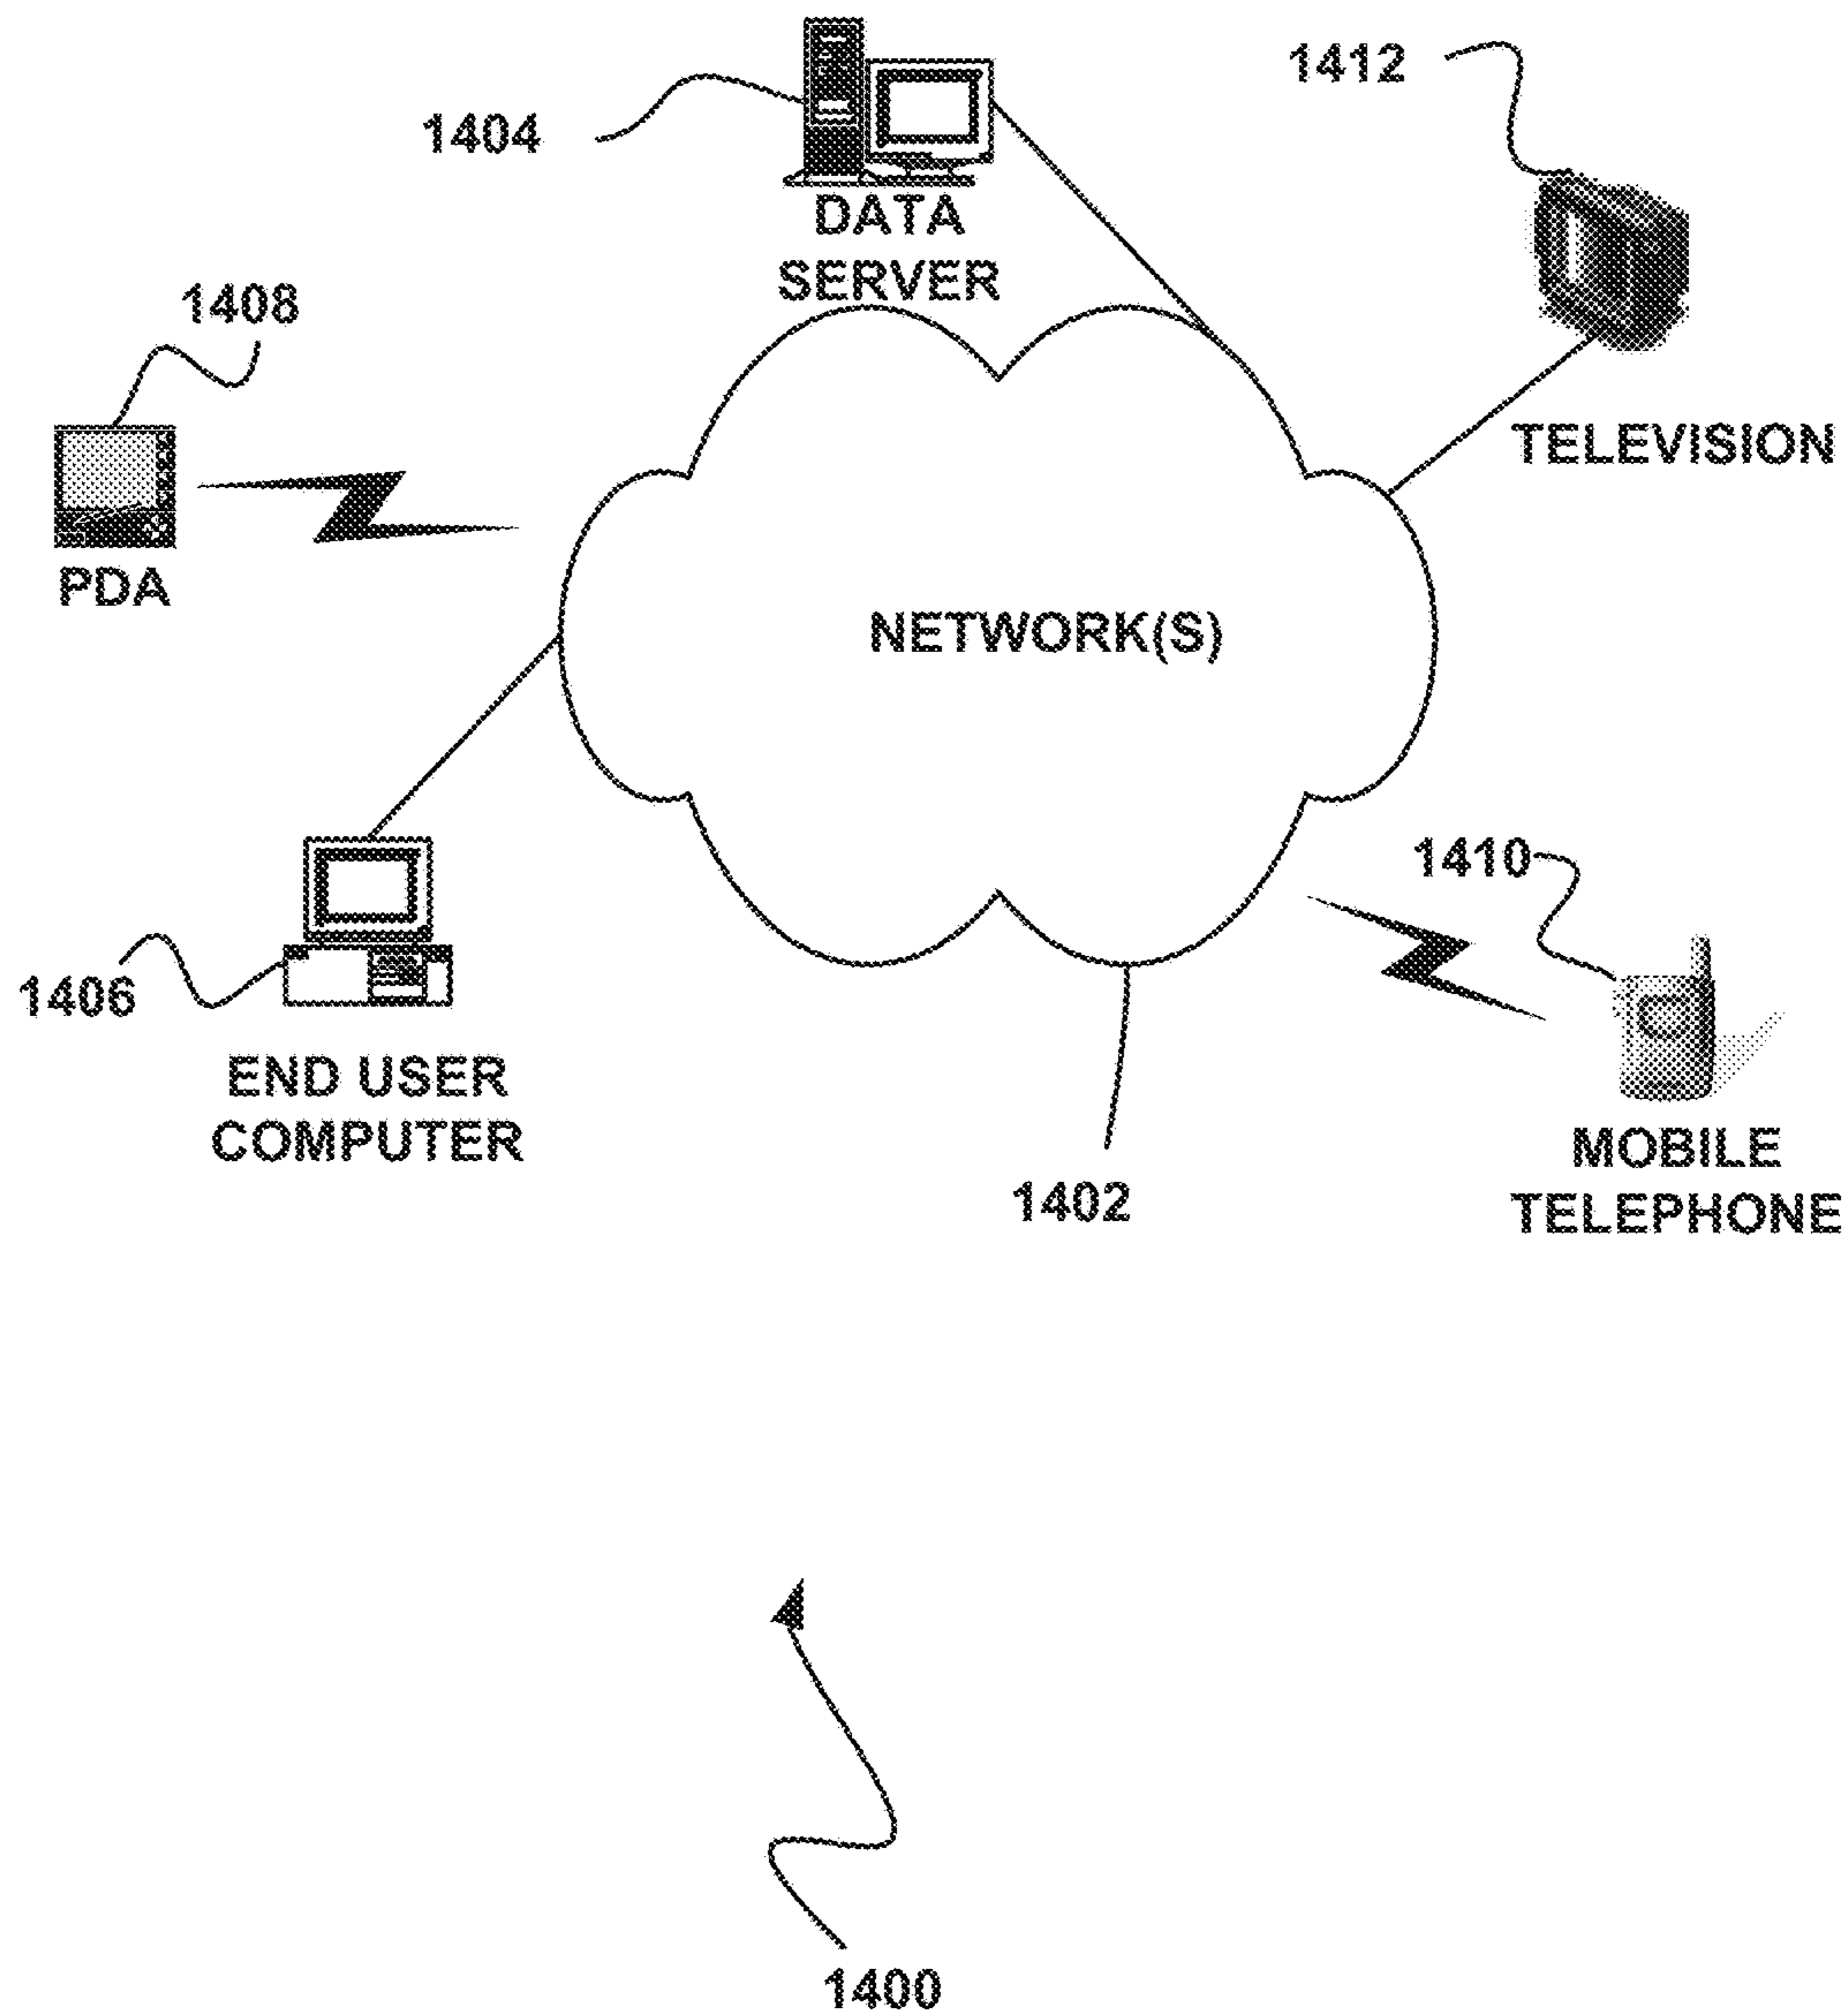 1412
1404
DATA
SERVER
1408
TELEVISION
PDA
NETWORK(S)
1410
1406
END USER
COMPUTER
MOBILE
TELEPHONE
1402
1400